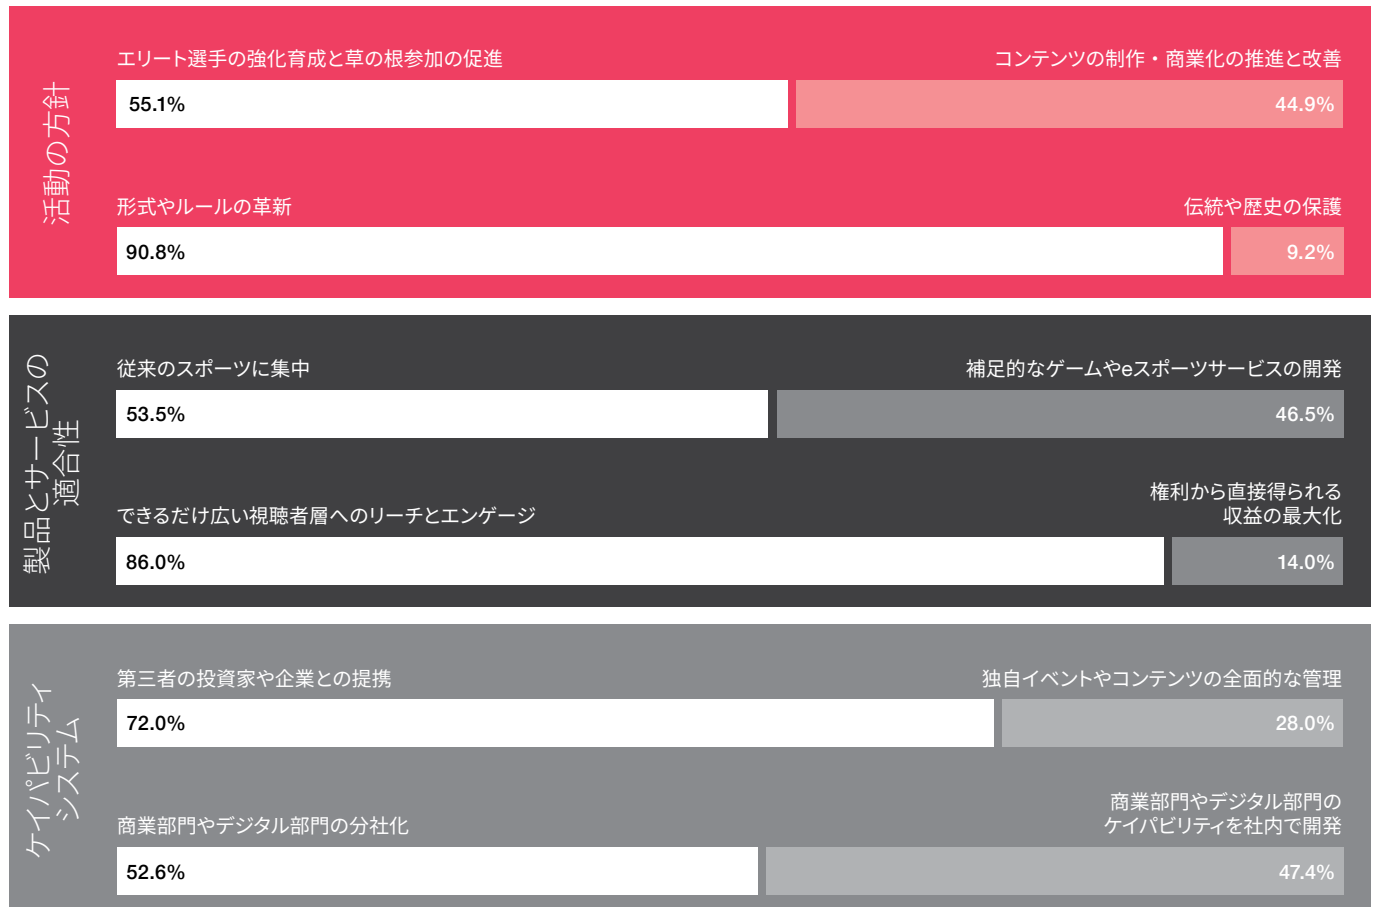 活動の方針
エリート選手の強化育成と草の根参加の促進
コンテンツの制作・商業化の推進と改善
55.1%
44.9%
形式やルールの革新
伝統や歴史の保護
90.8%
9.2%
製品とサービスの
適合性
従来のスポーツに集中
補足的なゲームやeスポーツサービスの開発
53.5%
46.5%
できるだけ広い視聴者層へのリーチとエンゲージ
権利から直接得られる
収益の最大化
86.0%
14.0%
ケイパビリティ
システム
第三者の投資家や企業との提携
独自イベントやコンテンツの全面的な管理
72.0%
28.0%
商業部門やデジタル部門の分社化
商業部門やデジタル部門の
ケイパビリティを社内で開発
52.6%
47.4%